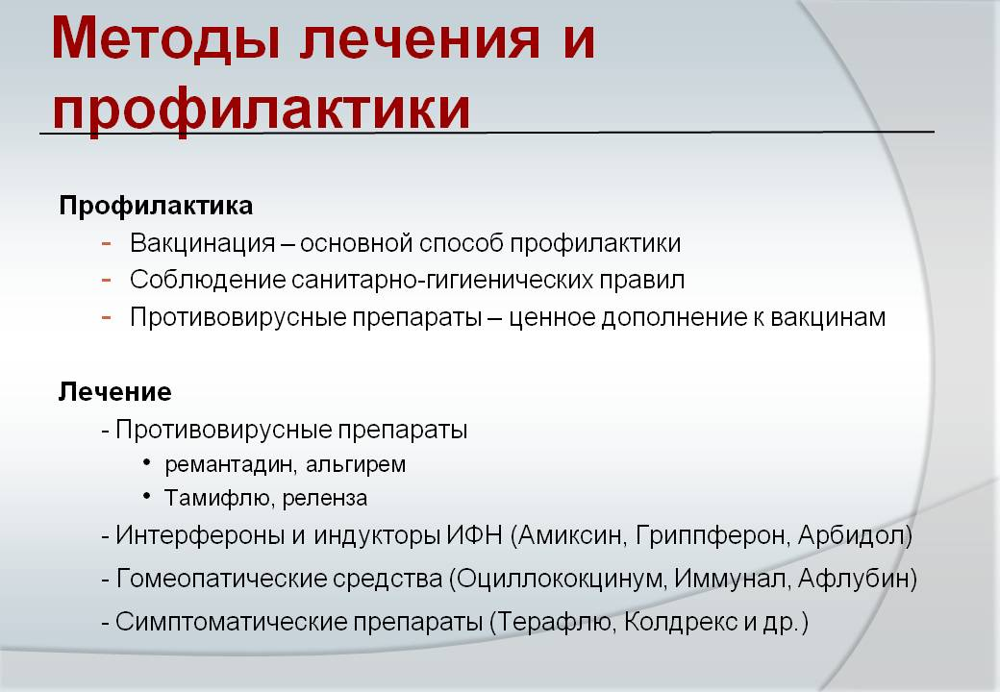 Методы лечения и
профилактики
Профилактика
- Вакцинация – основной способ профилактики
- Соблюдение санитарно-гигиенических правил
- Противовирусные препараты – ценное дополнение к вакцинам
Лечение
- Противовирусные препараты
• ремантадин, альгирем
• Тамифлю, реленза
- Интерфероны и индукторы ИФН (Амиксин, Гриппферон, Арбидол)
- Гомеопатические средства (Оциллококцинум, Иммунал, Афлубин)
- Симптоматические препараты (Терафлю, Колдрекс и др.)